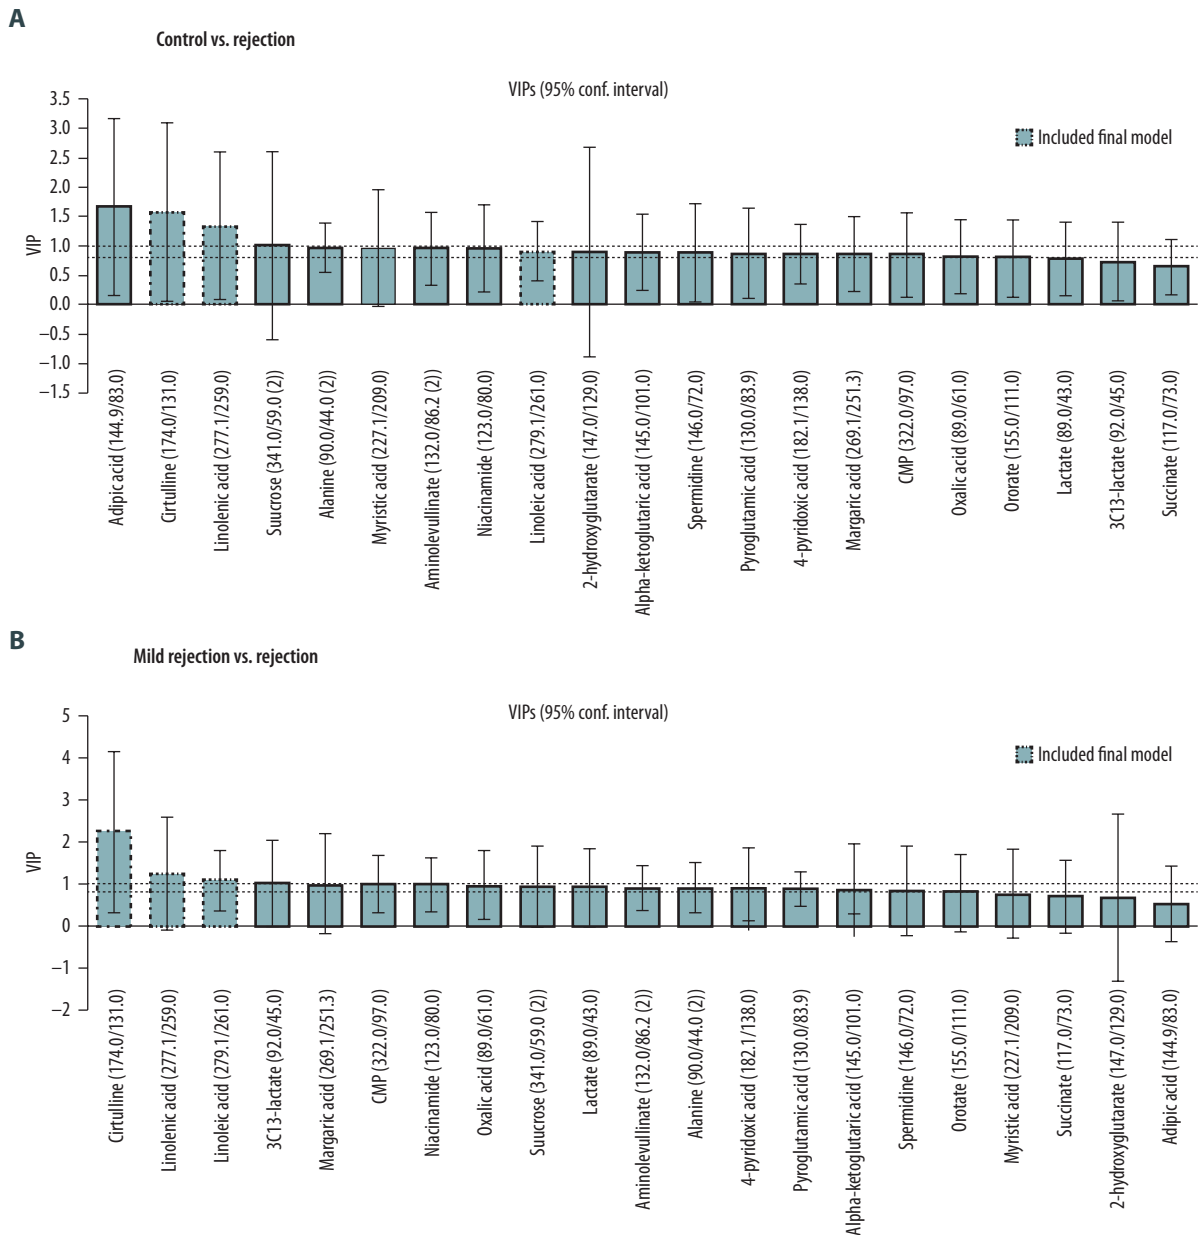 A
Control vs. rejection
VIPs (95% conf. interval)
Included final model
VIP
3.5
3.0
2.5
2.0
1.5
1.0
0.5
0.0
−0.5
−1.0
−1.5
Adipic acid (144.9/83.0)
Cirtulline (174.0/131.0)
Linolenic acid (277.1/259.0)
Suucrose (341.0/59.0 (2))
Alanine (90.0/44.0 (2))
Myristic acid (227.1/209.0)
Aminolevullinate (132.0/86.2 (2))
Niacinamide (123.0/80.0)
Linoleic acid (279.1/261.0)
2-hydroxyglutarate (147.0/129.0)
Alpha-ketoglutaric acid (145.0/101.0)
Spermidine (146.0/72.0)
Pyroglutamic acid (130.0/83.9)
4-pyridoxic acid (182.1/138.0)
Margaric acid (269.1/251.3)
CMP (322.0/97.0)
Oxalic acid (89.0/61.0)
Ororate (155.0/111.0)
Lactate (89.0/43.0)
3C13-lactate (92.0/45.0)
Succinate (117.0/73.0)
B
Mild rejection vs. rejection
VIPs (95% conf. interval)
Included final model
VIP
5
4
3
2
1
0
−1
−2
Cirtulline (174.0/131.0)
Linolenic acid (277.1/259.0)
Linoleic acid (279.1/261.0)
3C13-lactate (92.0/45.0)
Margaric acid (269.1/251.3)
CMP (322.0/97.0)
Niacinamide (123.0/80.0)
Oxalic acid (89.0/61.0)
Suucrose (341.0/59.0 (2))
Lactate (89.0/43.0)
Aminolevullinate (132.0/86.2 (2))
Alanine (90.0/44.0 (2))
4-pyridoxic acid (182.1/138.0)
Pyroglutamic acid (130.0/83.9)
Alpha-ketoglutaric acid (145.0/101.0)
Spermidine (146.0/72.0)
Orotate (155.0/111.0)
Myristic acid (227.1/209.0)
Succinate (117.0/73.0)
2-hydroxyglutarate (147.0/129.0)
Adipic acid (144.9/83.0)